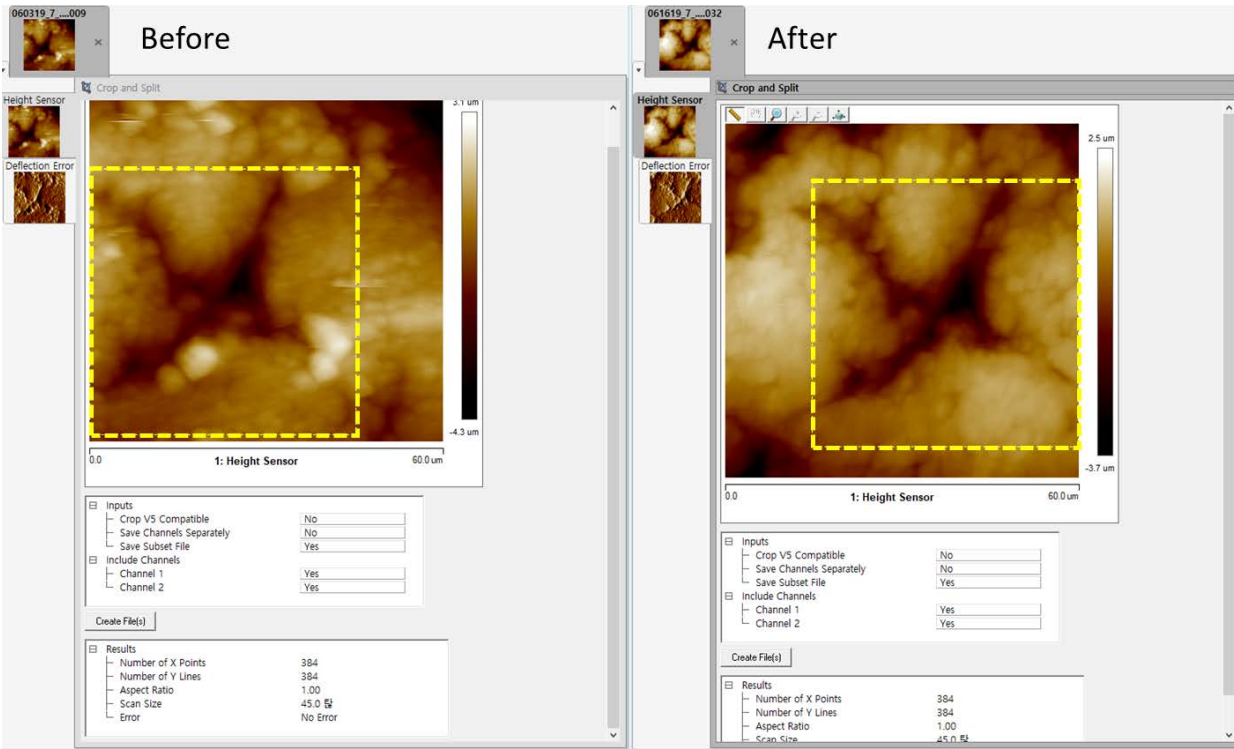 060319_7_....009
Before
Crop and Split
Height Sensor
Deflection Error
3.1 um
-4.3 um
0.0
1: Height Sensor
60.0 um
Inputs
Crop V5 Compatible No
Save Channels Separately No
Save Subset File Yes
Include Channels
Channel 1 Yes
Channel 2 Yes
Create File(s)
Results
Number of X Points 384
Number of Y Lines 384
Aspect Ratio 1.00
Scan Size 45.0 탆
Error No Error
061619_7_....032
After
Crop and Split
Height Sensor
Deflection Error
2.5 um
-3.7 um
0.0
1: Height Sensor
60.0 um
Inputs
Crop V5 Compatible No
Save Channels Separately No
Save Subset File Yes
Include Channels
Channel 1 Yes
Channel 2 Yes
Create File(s)
Results
Number of X Points 384
Number of Y Lines 384
Aspect Ratio 1.00
Scan Size 45.0 탆